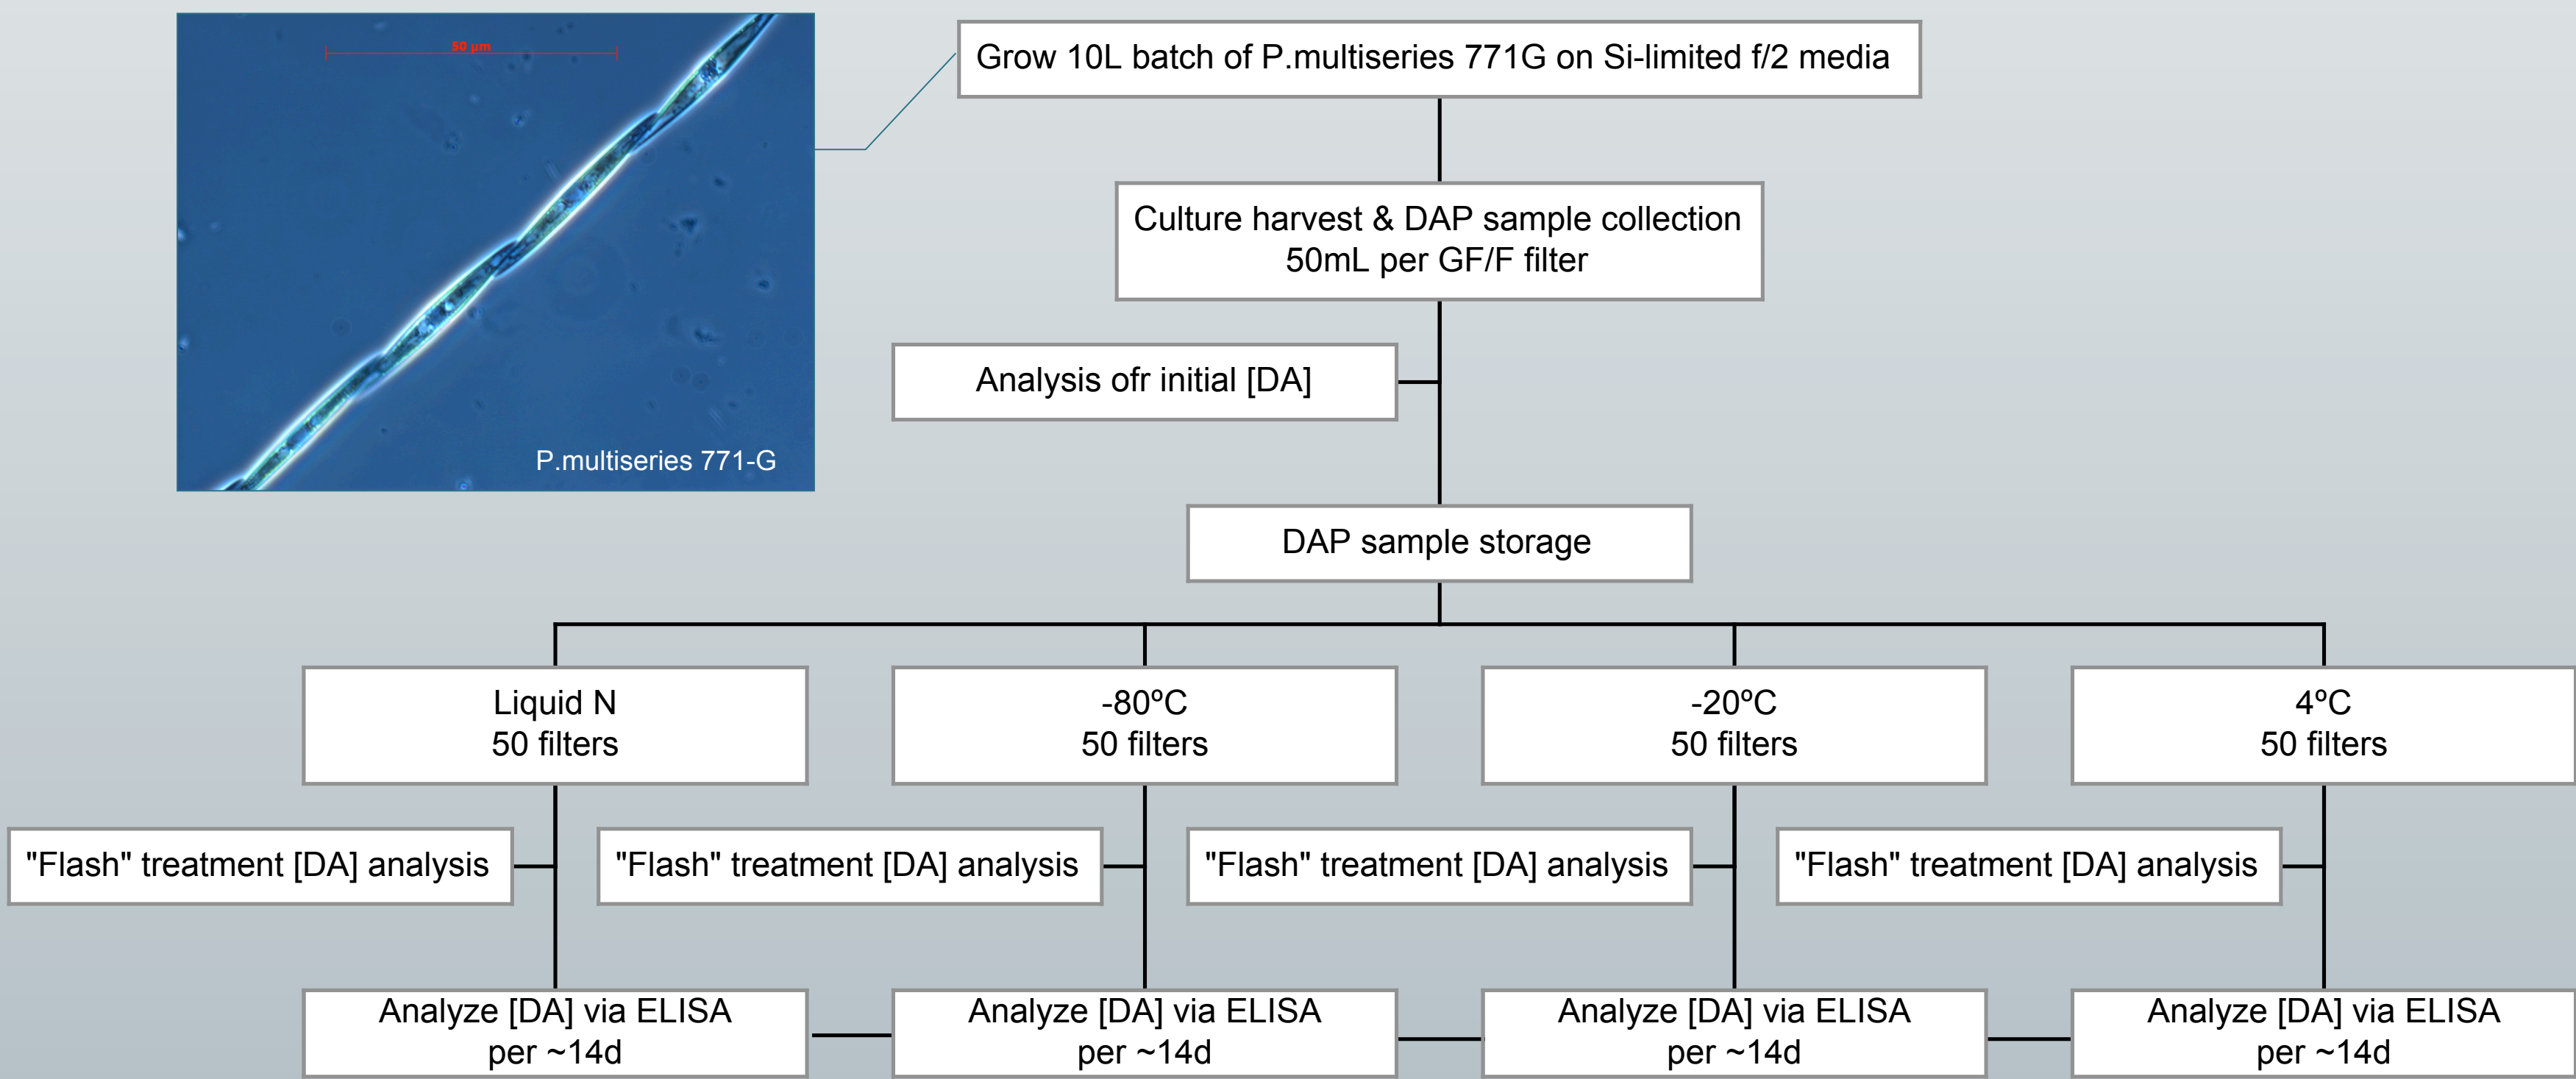 50 µm
P.multiseries 771-G
Grow 10L batch of P.multiseries 771G on Si-limited f/2 media
Culture harvest & DAP sample collection
50mL per GF/F filter
Analysis ofr initial [DA]
DAP sample storage
Liquid N
50 filters
-80ºC
50 filters
-20ºC
50 filters
4ºC
50 filters
"Flash" treatment [DA] analysis
"Flash" treatment [DA] analysis
"Flash" treatment [DA] analysis
"Flash" treatment [DA] analysis
Analyze [DA] via ELISA
per ~14d
Analyze [DA] via ELISA
per ~14d
Analyze [DA] via ELISA
per ~14d
Analyze [DA] via ELISA
per ~14d